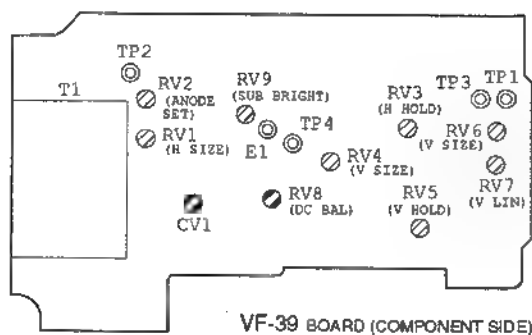 TP2
T1
RV2
(ANODE
SET)
RV1
(H SIZE)
RV9
(SUB BRIGHT)
E1
TP4
RV3
(H HOLD)
TP3
TP1
RV6
(V SIZE)
RV4
(V SIZE)
RV7
(V LIN)
RV8
(DC BAL)
RV5
(V HOLD)
CV1
VF-39 BOARD (COMPONENT SIDE)